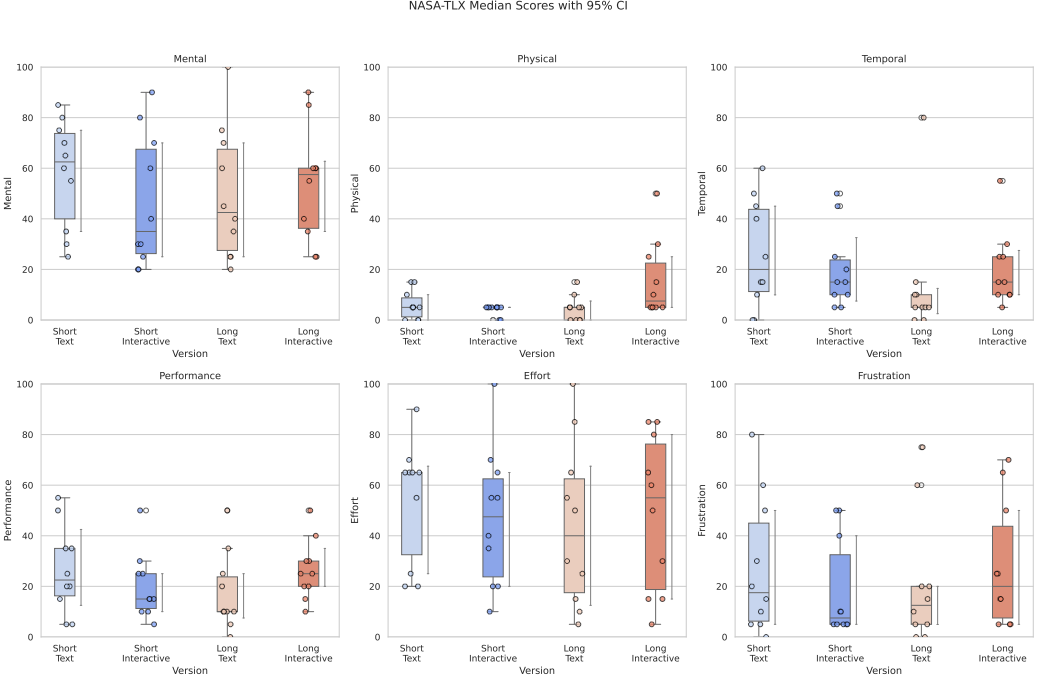 NASA-TLX Median Scores with 95% CI
Mental
Physical
Temporal
100
80
60
40
20
0
Mental
Short
Text
Short
Interactive
Long
Text
Long
Interactive
Version
100
80
60
40
20
0
Physical
Short
Text
Short
Interactive
Long
Text
Long
Interactive
Version
100
80
60
40
20
0
Temporal
Short
Text
Short
Interactive
Long
Text
Long
Interactive
Version
Performance
Effort
Frustration
100
80
60
40
20
0
Performance
Short
Text
Short
Interactive
Long
Text
Long
Interactive
Version
100
80
60
40
20
0
Effort
Short
Text
Short
Interactive
Long
Text
Long
Interactive
Version
100
80
60
40
20
0
Frustration
Short
Text
Short
Interactive
Long
Text
Long
Interactive
Version